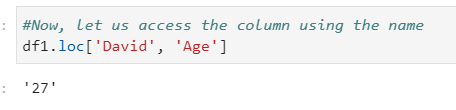 : #Now, let us access the column using the name
df1.loc['David', 'Age']
: '27'